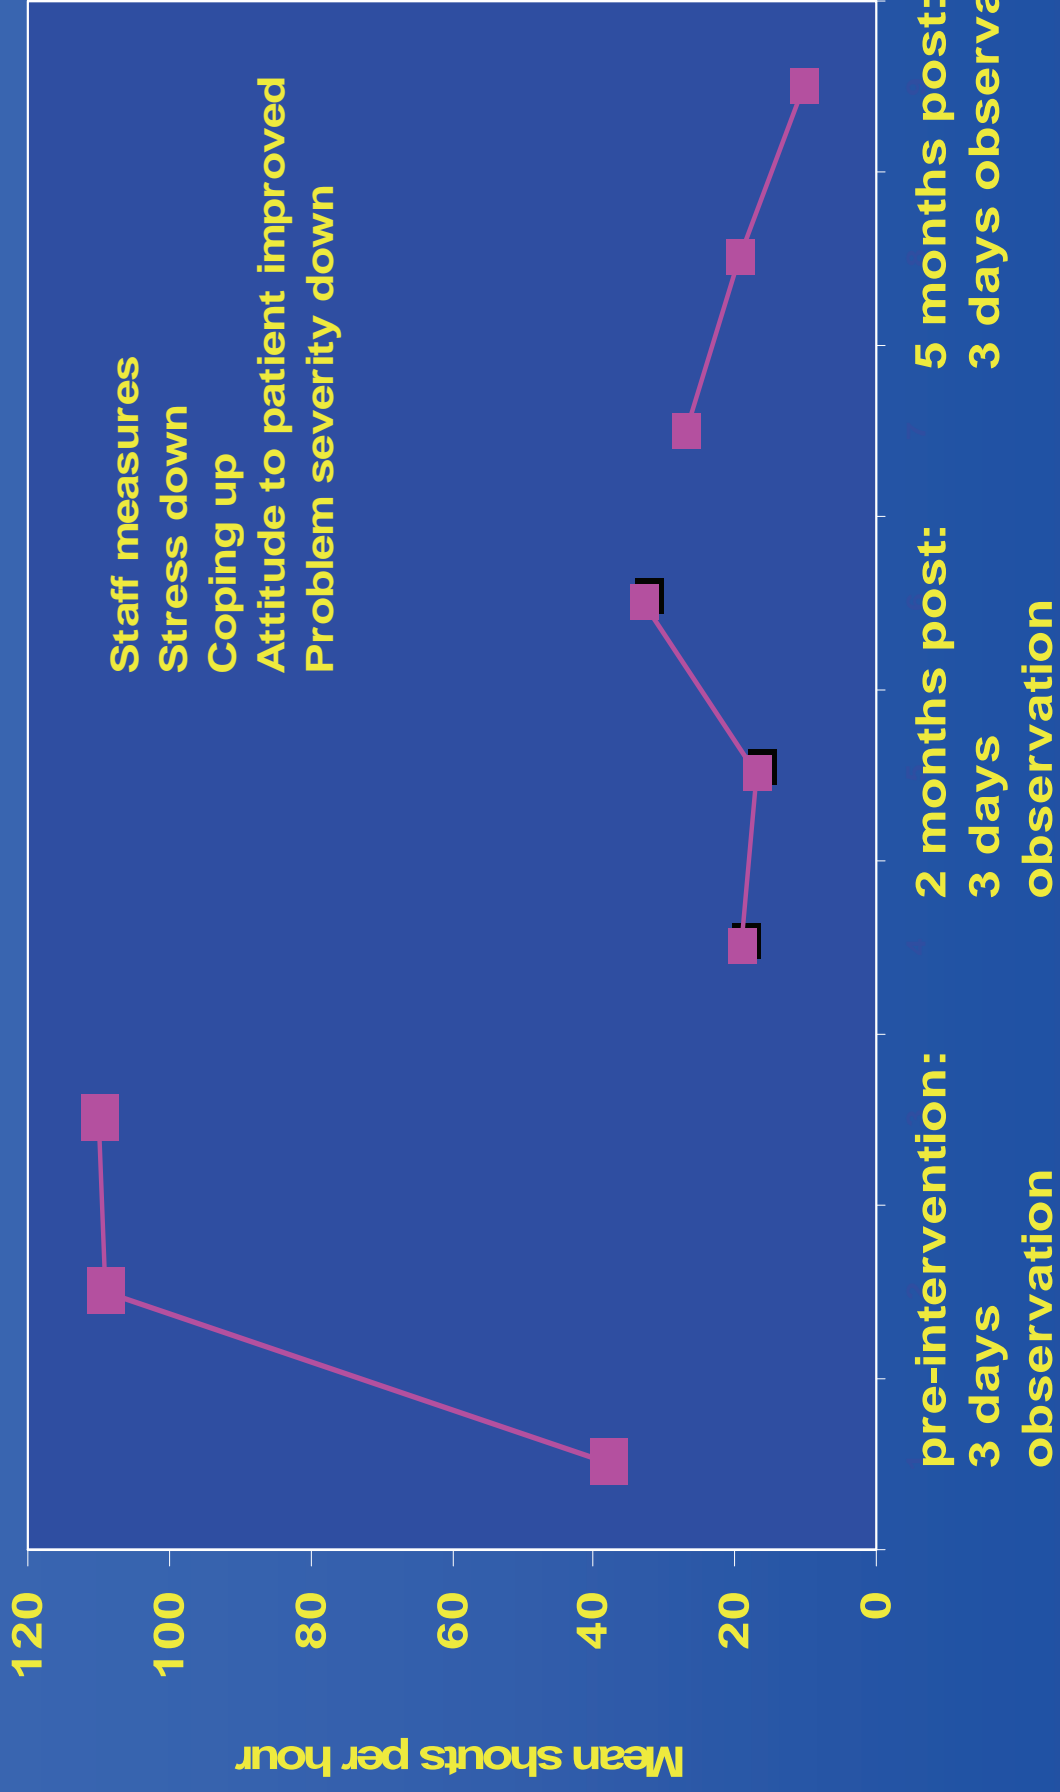 Staff measures
Stress down
Coping up
Attitude to patient improved
Problem severity down
120
100
80
60
40
20
0
Mean shouts per hour
pre-intervention:
3 days
observation
2 months post:
3 days
observation
5 months post:
3 days observa